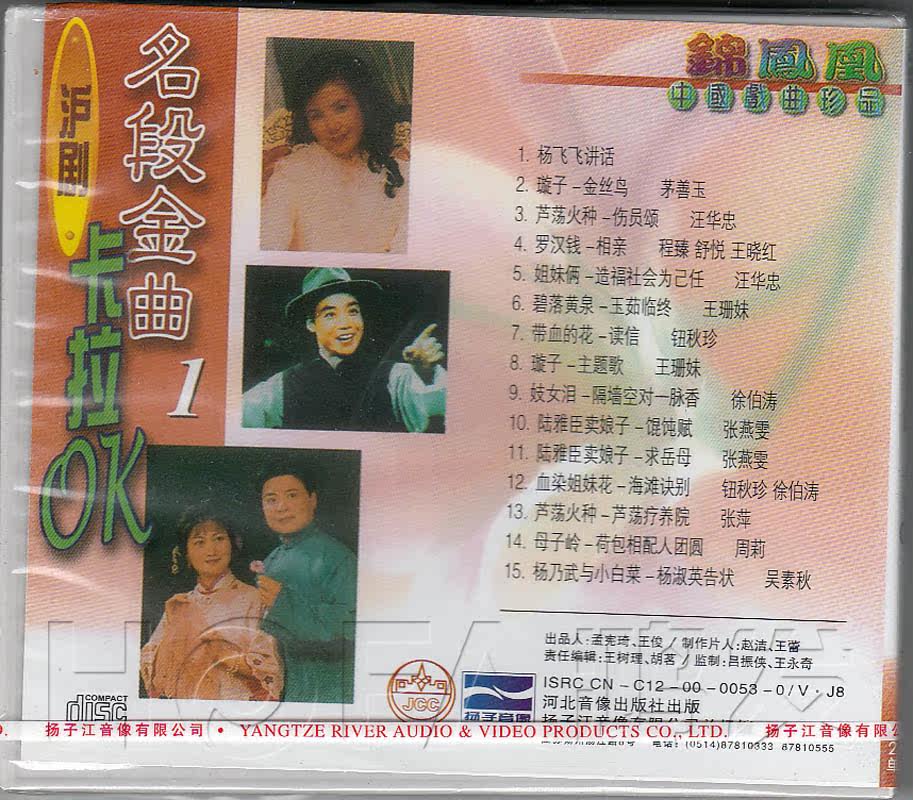 沪剧
名段金曲
1
卡拉
OK
錦鳳凰
中國戲曲珍品
1. 杨飞飞讲话
2. 璇子-金丝鸟 茅善玉
3. 芦荡火种-伤员颂 汪华忠
4. 罗汉钱-相亲 程臻 舒悦 王晓红
5. 姐妹俩-造福社会为己任 汪华忠
6. 碧落黄泉-玉茹临终 王珊妹
7. 带血的花-读信 钮秋珍
8. 璇子-主题歌 王珊妹
9. 妓女泪-隔墙空对一脉香 徐伯涛
10. 陆雅臣卖娘子-馄饨赋 张燕雯
11. 陆雅臣卖娘子-求岳母 张燕雯
12. 血染姐妹花-海滩诀别 钮秋珍 徐伯涛
13. 芦荡火种-芦荡疗养院 张萍
14. 母子岭-荷包相配人团圆 周莉
15. 杨乃武与小白菜-杨淑英告状 吴素秋
出品人:孟宪琦、王俊/制作片人:赵洁、王蕾
责任编辑:王树理、胡茗/监制:吕振侠、王永奇
ISRC CN-C12-00-0053-0/V·J8
河北音像出版社出版
JCC
扬子音像
COMPACT
disc
扬子江音像有限公司 • YANGTZE RIVER AUDIO & VIDEO PRODUCTS CO., LTD. 扬子江音像有限公司
电话:(0514)87810333 87810555